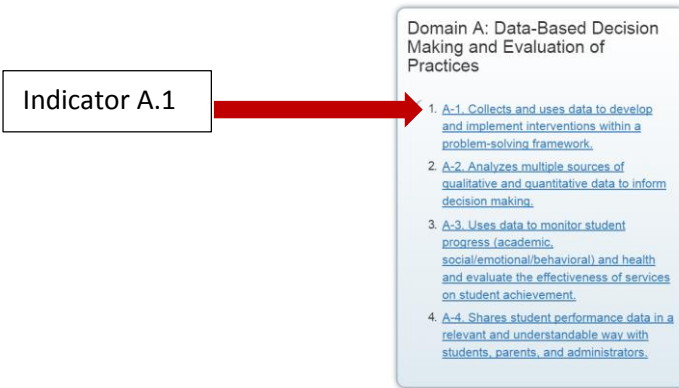 Domain A: Data-Based Decision
Making and Evaluation of
Practices
Indicator A.1
1. A-1. Collects and uses data to develop
and implement interventions within a
problem-solving framework.
2. A-2. Analyzes multiple sources of
qualitative and quantitative data to inform
decision making.
3. A-3. Uses data to monitor student
progress (academic,
social/emotional/behavioral) and health
and evaluate the effectiveness of services
on student achievement.
4. A-4. Shares student performance data in a
relevant and understandable way with
students, parents, and administrators.